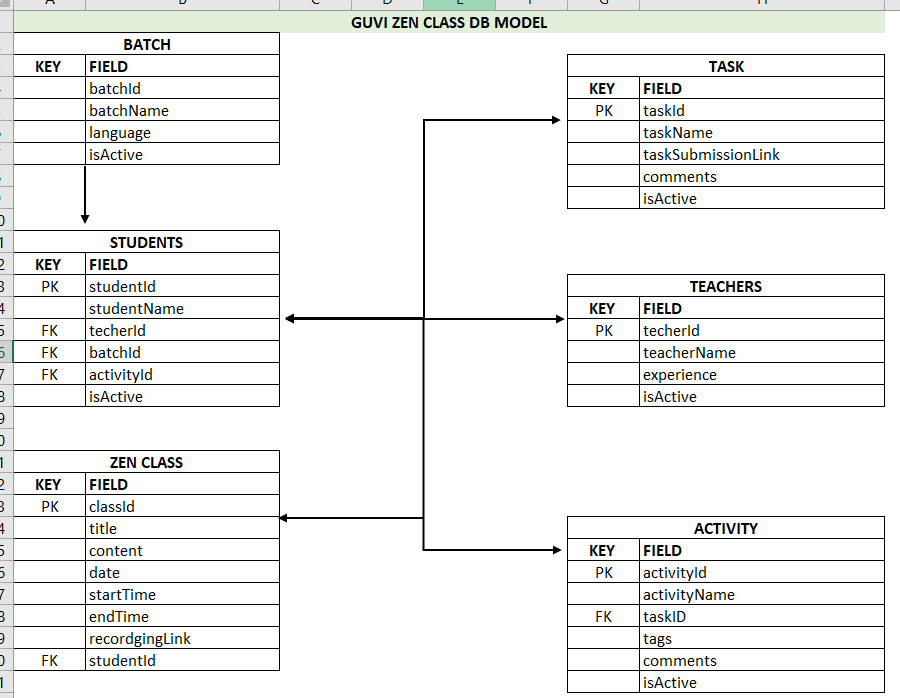 GUVI ZEN CLASS DB MODEL
BATCH
KEY FIELD
batchId
batchName
language
isActive
STUDENTS
KEY FIELD
PK studentId
studentName
FK techerId
FK batchId
FK activityId
isActive
ZEN CLASS
KEY FIELD
PK classId
title
content
date
startTime
endTime
recordgingLink
FK studentId
TASK
KEY FIELD
PK taskId
taskName
taskSubmissionLink
comments
isActive
TEACHERS
KEY FIELD
PK techerId
teacherName
experience
isActive
ACTIVITY
KEY FIELD
PK activityId
activityName
FK taskID
tags
comments
isActive